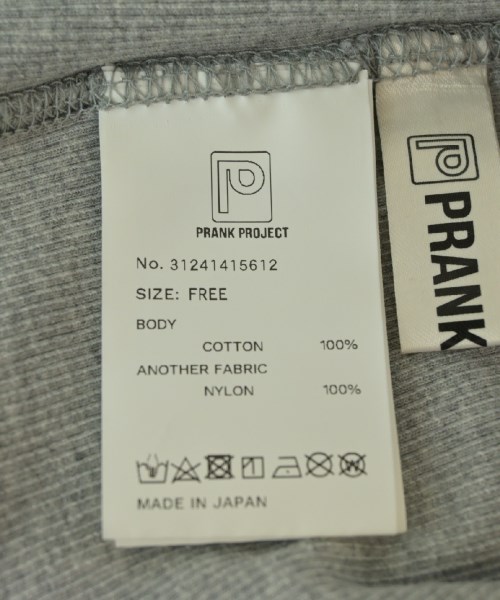 PRANK PROJECT
No. 31241415612
SIZE: FREE
BODY
COTTON 100%
ANOTHER FABRIC
NYLON 100%
MADE IN JAPAN
PRANK